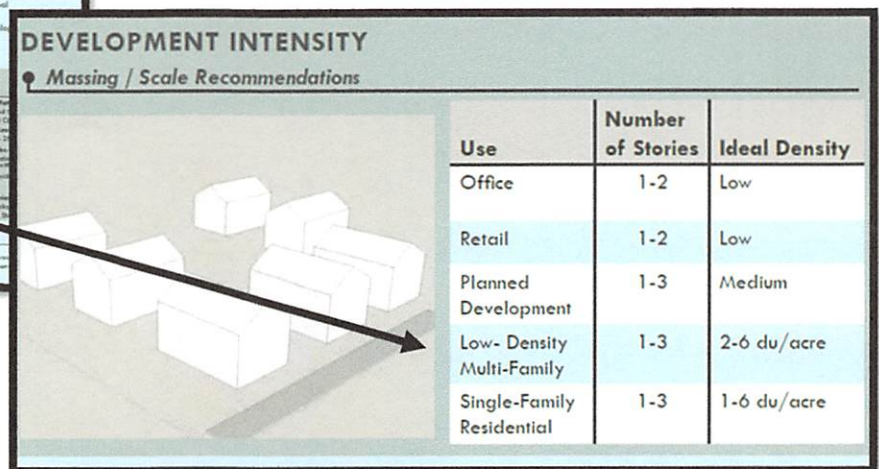 DEVELOPMENT INTENSITY
Massing / Scale Recommendations
Use Number of Stories Ideal Density
Office 1-2 Low
Retail 1-2 Low
Planned Development 1-3 Medium
Low- Density Multi-Family 1-3 2-6 du/acre
Single-Family Residential 1-3 1-6 du/acre